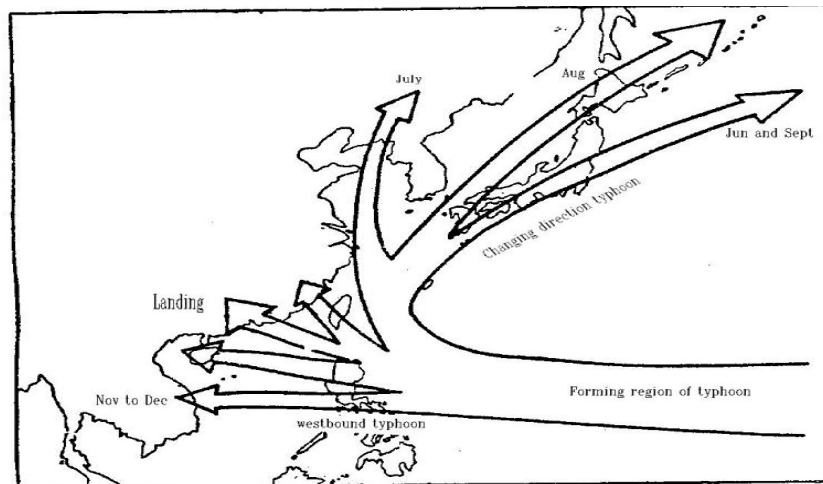 July
Aug
Jun and Sept
Changing direction typhoon
Landing
Forming region of typhoon
Nov to Dec
westbound typhoon